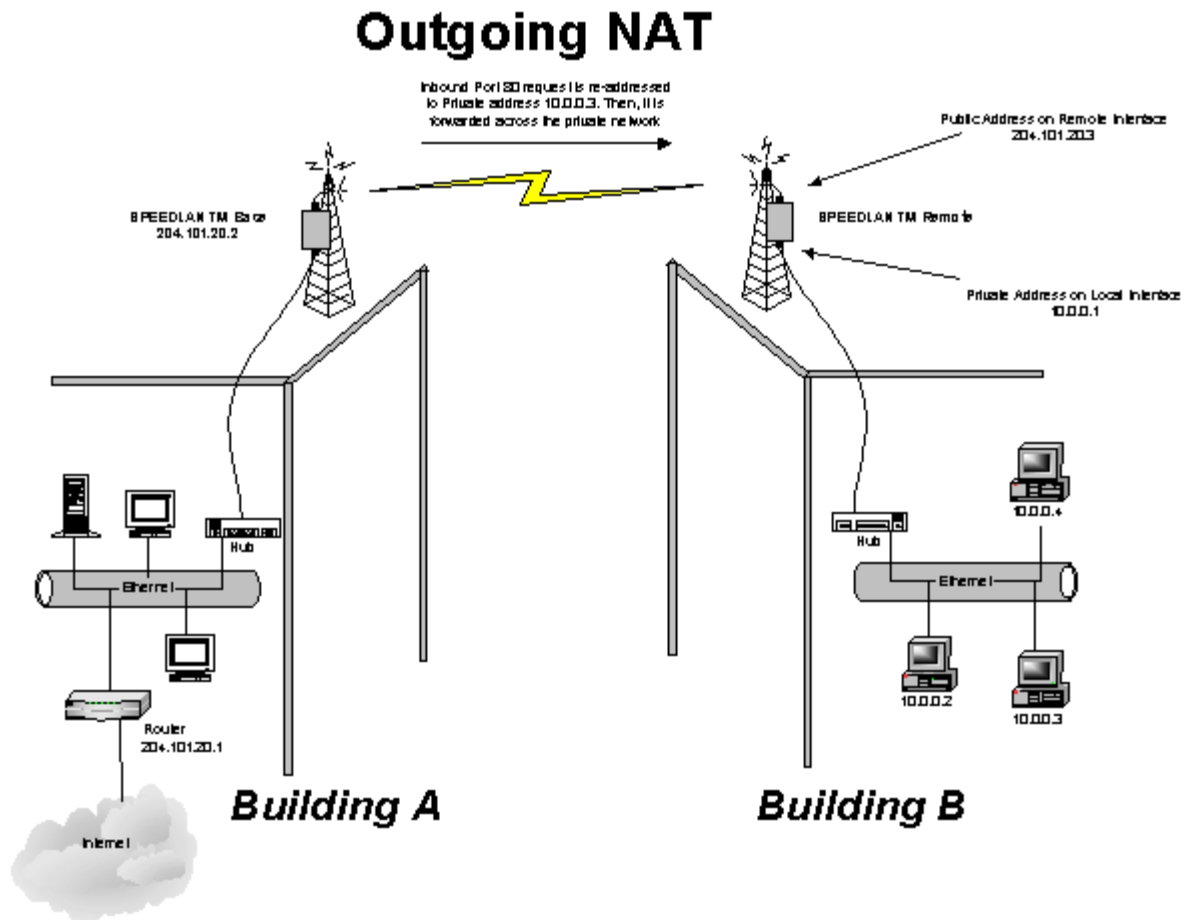 Outgoing NAT
Inbound Port 80 request is re-addressed
to Private address 10.0.0.3. Then, it is
forwarded across the private network
Public Address on Remote Interface
204.101.20.3
SPEEDLAN TM Base
204.101.20.2
SPEEDLAN TM Remote
Private Address on Local Interface
10.0.0.1
10.0.0.4
Hub
Hub
Ethernet
Ethernet
10.0.0.2
10.0.0.3
Router
204.101.20.1
Building A
Building B
Internet